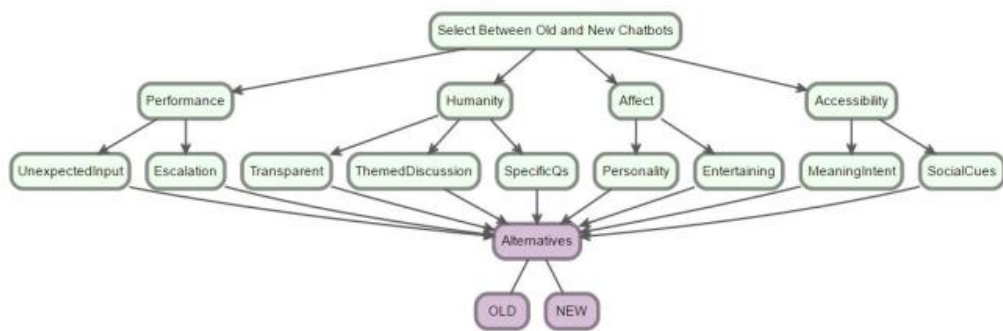 Select Between Old and New Chatbots
Performance
Humanity
Affect
Accessibility
UnexpectedInput
Escalation
Transparent
ThemedDiscussion
SpecificQs
Personality
Entertaining
MeaningIntent
SocialCues
Alternatives
OLD
NEW